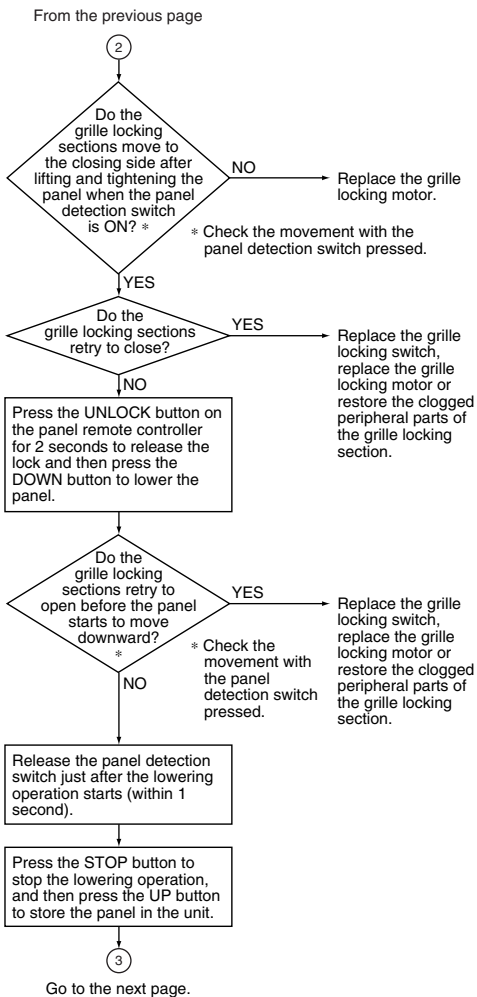 From the previous page
2
Do the
grille locking
sections move to
the closing side after
lifting and tightening the
panel when the panel
detection switch
is ON? *
NO
Replace the grille
locking motor.
* Check the movement with the
panel detection switch pressed.
YES
Do the
grille locking sections
retry to close?
YES
Replace the grille
locking switch,
replace the grille
locking motor or
restore the clogged
peripheral parts of
the grille locking
section.
NO
Press the UNLOCK button on
the panel remote controller
for 2 seconds to release the
lock and then press the
DOWN button to lower the
panel.
Do the
grille locking
sections retry to
open before the panel
starts to move
downward?
*
YES
Replace the grille
locking switch,
replace the grille
locking motor or
restore the clogged
peripheral parts of
the grille locking
section.
* Check the
movement with
the panel
detection switch
pressed.
NO
Release the panel detection
switch just after the lowering
operation starts (within 1
second).
Press the STOP button to
stop the lowering operation,
and then press the UP button
to store the panel in the unit.
3
Go to the next page.